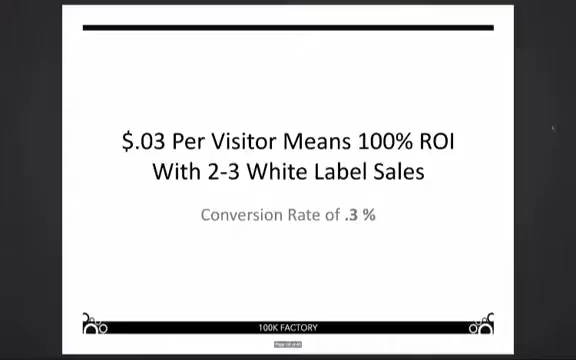 $.03 Per Visitor Means 100% ROI
With 2-3 White Label Sales
Conversion Rate of .3 %
100K FACTORY